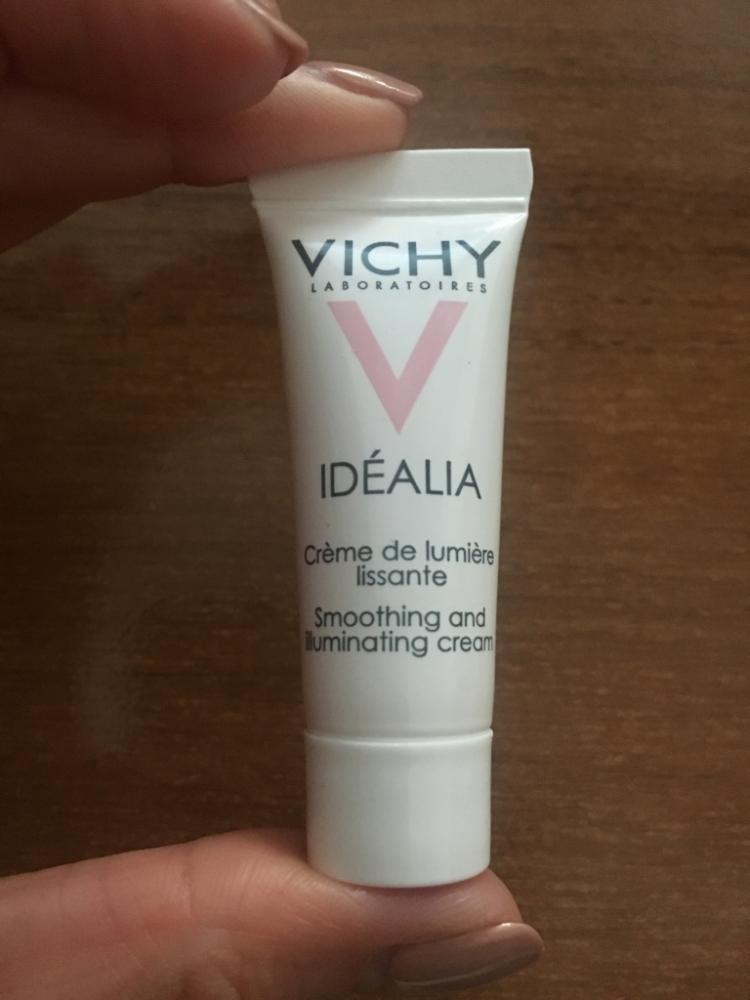 VICHY
LABORATOIRES
V
IDÉALIA
Crème de lumière
lissante
Smoothing and
illuminating cream